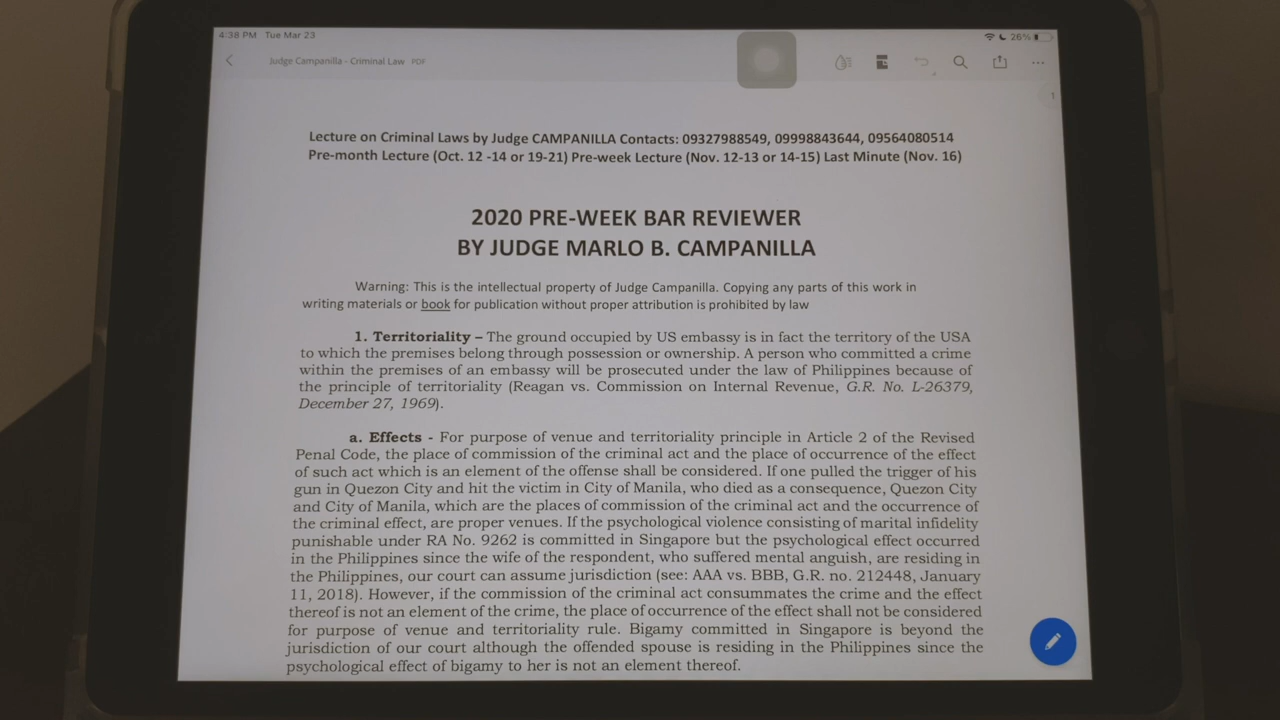 4:38 PM Tue Mar 23
26%
Judge Campanilla - Criminal Law PDF
1
Lecture on Criminal Laws by Judge CAMPANILLA Contacts: 09327988549, 09998843644, 09564080514
Pre-month Lecture (Oct. 12 -14 or 19-21) Pre-week Lecture (Nov. 12-13 or 14-15) Last Minute (Nov. 16)
2020 PRE-WEEK BAR REVIEWER
BY JUDGE MARLO B. CAMPANILLA
Warning: This is the intellectual property of Judge Campanilla. Copying any parts of this work in
writing materials or book for publication without proper attribution is prohibited by law
1. Territoriality – The ground occupied by US embassy is in fact the territory of the USA
to which the premises belong through possession or ownership. A person who committed a crime
within the premises of an embassy will be prosecuted under the law of Philippines because of
the principle of territoriality (Reagan vs. Commission on Internal Revenue, G.R. No. L-26379,
December 27, 1969).
a. Effects - For purpose of venue and territoriality principle in Article 2 of the Revised
Penal Code, the place of commission of the criminal act and the place of occurrence of the effect
of such act which is an element of the offense shall be considered. If one pulled the trigger of his
gun in Quezon City and hit the victim in City of Manila, who died as a consequence, Quezon City
and City of Manila, which are the places of commission of the criminal act and the occurrence of
the criminal effect, are proper venues. If the psychological violence consisting of marital infidelity
punishable under RA No. 9262 is committed in Singapore but the psychological effect occurred
in the Philippines since the wife of the respondent, who suffered mental anguish, are residing in
the Philippines, our court can assume jurisdiction (see: AAA vs. BBB, G.R. no. 212448, January
11, 2018). However, if the commission of the criminal act consummates the crime and the effect
thereof is not an element of the crime, the place of occurrence of the effect shall not be considered
for purpose of venue and territoriality rule. Bigamy committed in Singapore is beyond the
jurisdiction of our court although the offended spouse is residing in the Philippines since the
psychological effect of bigamy to her is not an element thereof.